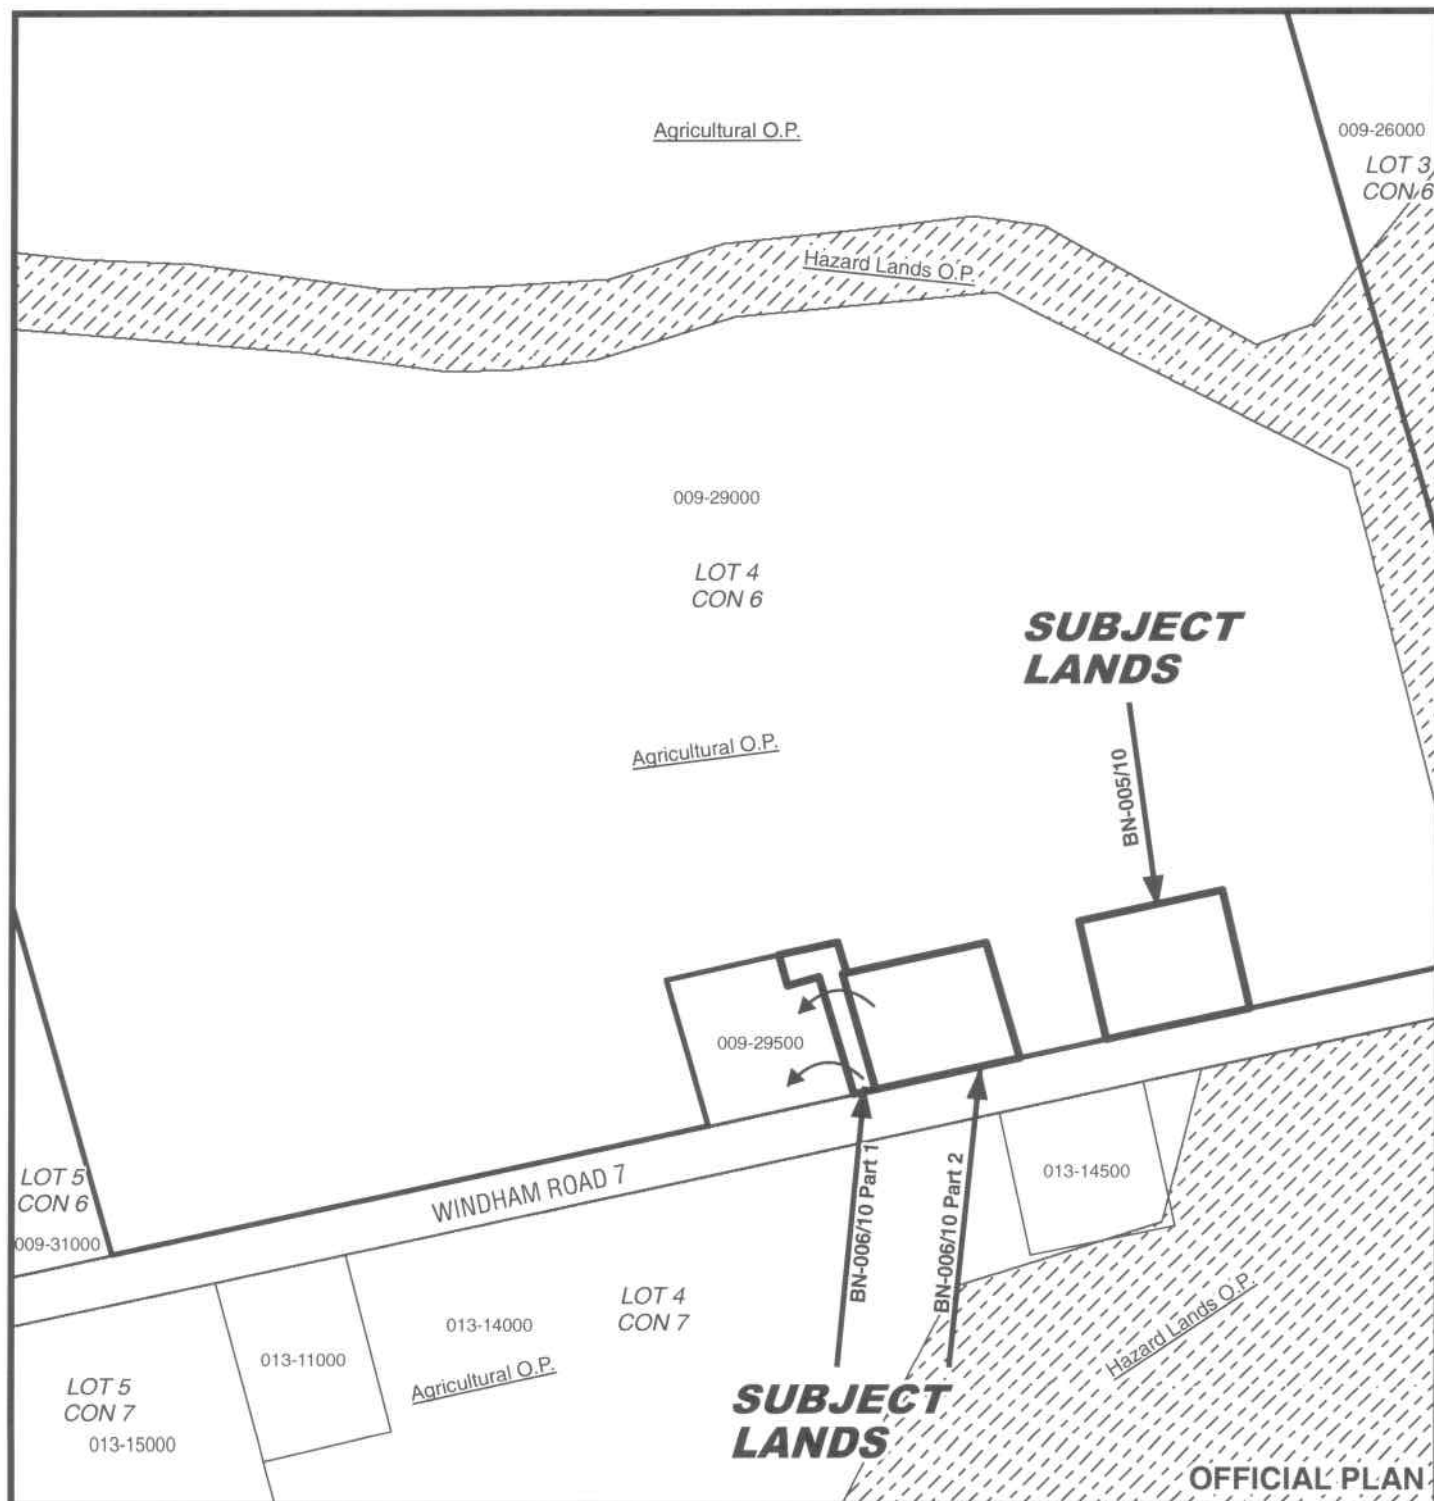 Agricultural O.P.
009-26000
LOT 3
CON 6
Hazard Lands O.P.
009-29000
LOT 4
CON 6
SUBJECT
LANDS
Agricultural O.P.
BN-005/10
009-29500
LOT 5
CON 6
009-31000
WINDHAM ROAD 7
BN-006/10 Part 1
BN-006/10 Part 2
013-14500
LOT 4
CON 7
013-14000
013-11000
Agricultural O.P.
Hazard Lands O.P.
LOT 5
CON 7
013-15000
SUBJECT
LANDS
OFFICIAL PLAN